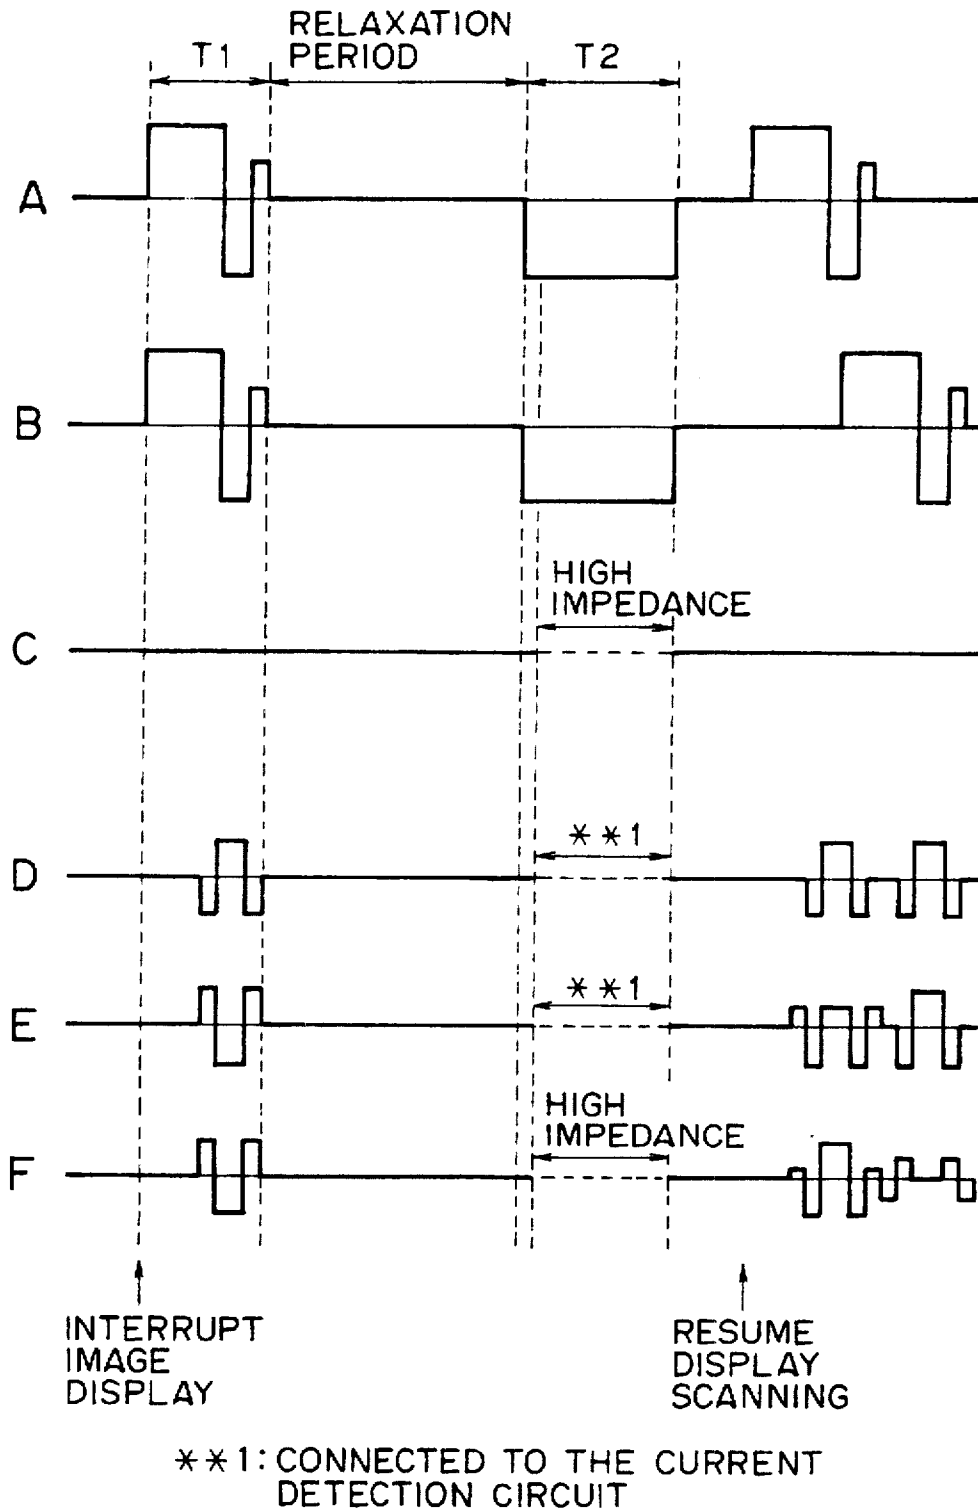 RELAXATION
PERIOD
T1
T2
A
B
HIGH
IMPEDANCE
C
**1
D
**1
E
HIGH
IMPEDANCE
F
INTERRUPT
IMAGE
DISPLAY
RESUME
DISPLAY
SCANNING
**1: CONNECTED TO THE CURRENT
DETECTION CIRCUIT